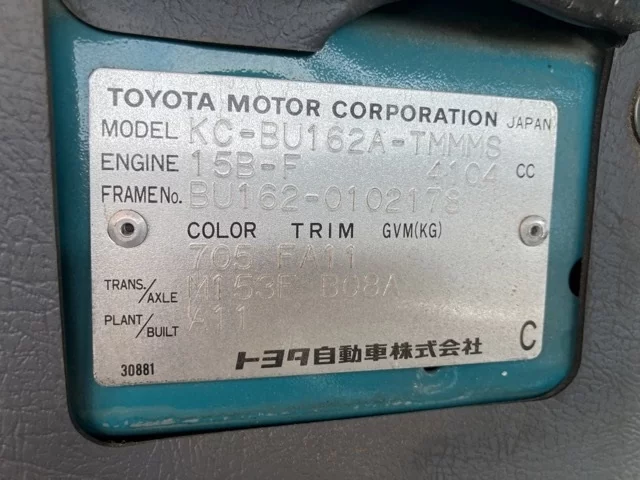 TOYOTA MOTOR CORPORATION JAPAN
MODEL KC-BU162A-TMMMS
ENGINE 15B-F 4104 CC
FRAME No. BU162-0102178
COLOR TRIM GVM(KG)
705 FA11
TRANS./AXLE M153F B08A
PLANT/BUILT A11
C
30881 トヨタ自動車株式会社